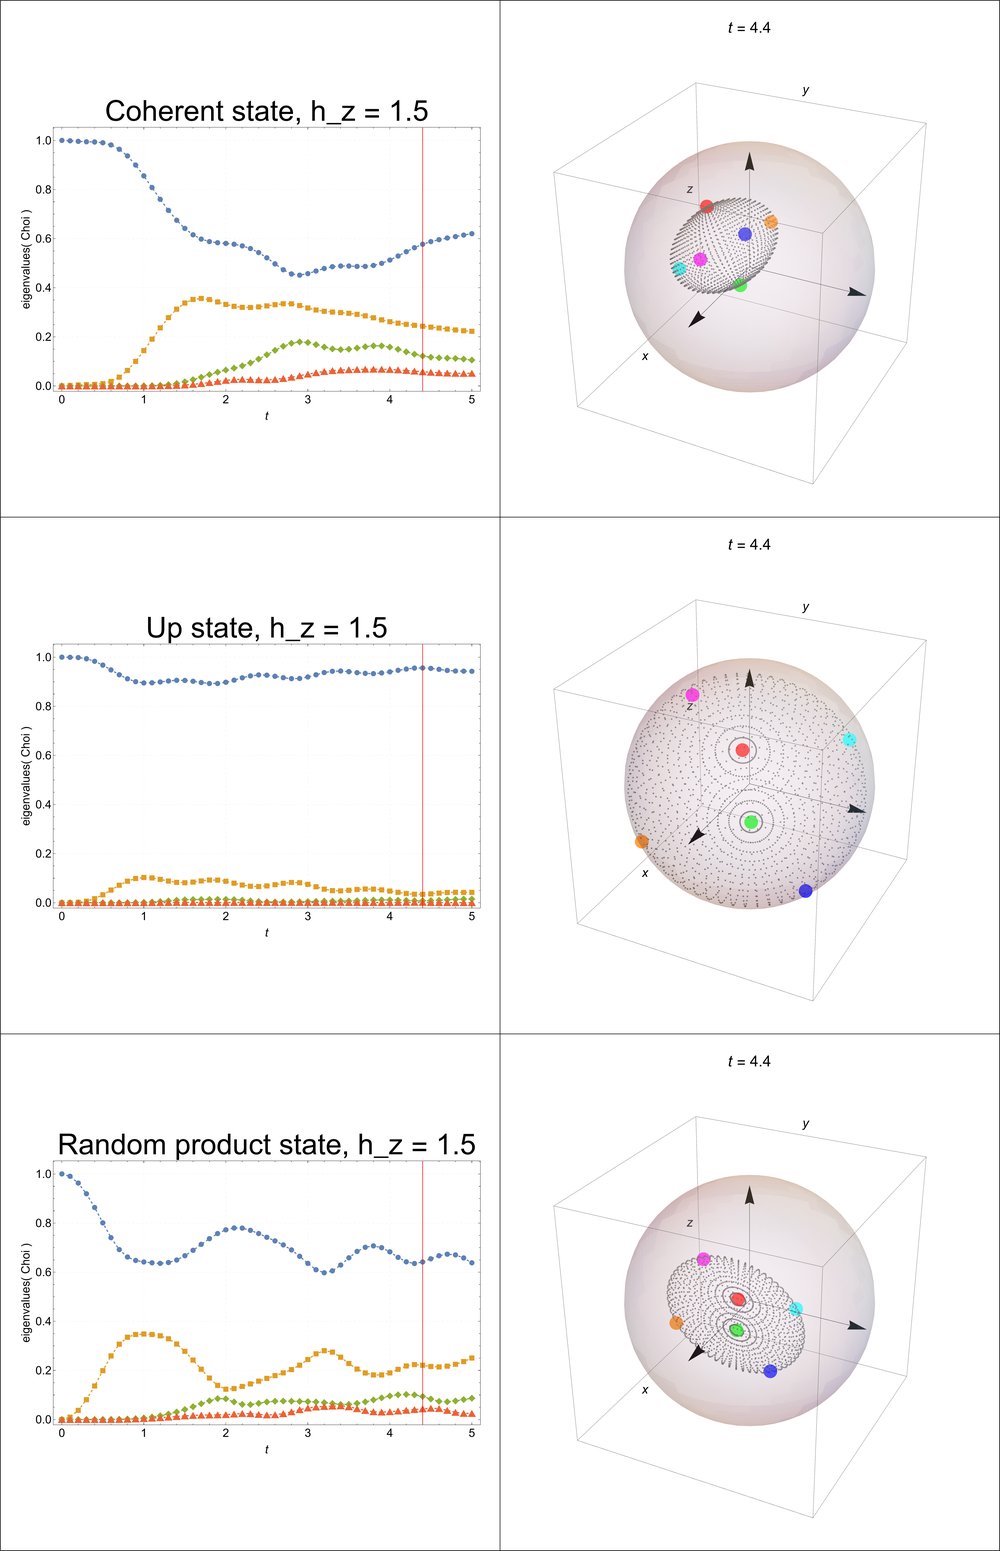 t = 4.4
Coherent state, h_z = 1.5
eigenvalues( Choi )
1.0
0.8
0.6
0.4
0.2
0.0
0 1 2 3 4 5
t
y
z
x
t = 4.4
Up state, h_z = 1.5
eigenvalues( Choi )
1.0
0.8
0.6
0.4
0.2
0.0
0 1 2 3 4 5
t
y
z
x
t = 4.4
Random product state, h_z = 1.5
eigenvalues( Choi )
1.0
0.8
0.6
0.4
0.2
0.0
0 1 2 3 4 5
t
y
z
x